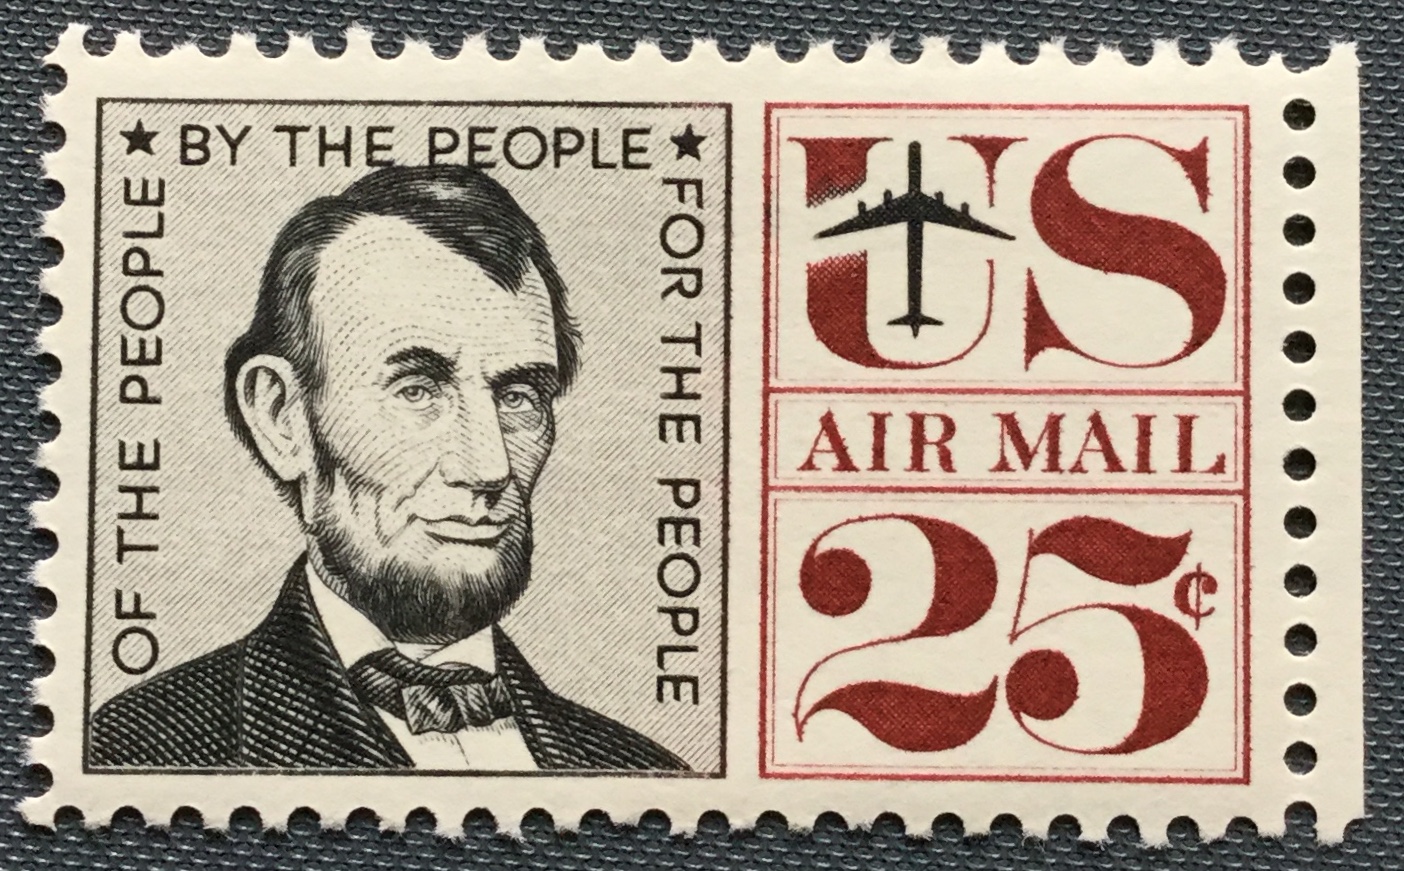 OF THE PEOPLE
BY THE PEOPLE
FOR THE PEOPLE
US
AIR MAIL
25¢